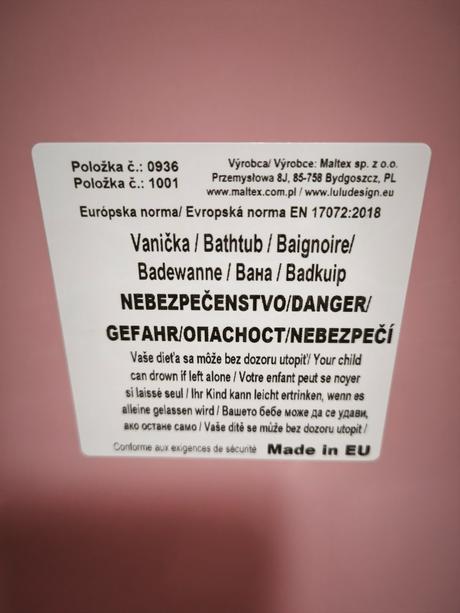 Položka č.: 0936
Položka č.: 1001
Výrobca/ Výrobce: Maltex sp. z o.o.
Przemysłowa 8J, 85-758 Bydgoszcz, PL
www.maltex.com.pl / www.luludesign.eu
Európska norma/ Evropská norma EN 17072:2018
Vanička / Bathtub / Baignoire/
Badewanne / Вана / Badkuip
NEBEZPEČENSTVO/DANGER/
GEFAHR/ОПАСНОСТ/NEBEZPEČÍ
Vaše dieťa sa môže bez dozoru utopiť/ Your child
can drown if left alone / Votre enfant peut se noyer
si laissé seul / Ihr Kind kann leicht ertrinken, wenn es
alleine gelassen wird / Вашето бебе може да се удави,
ако остане само / Vaše dítě se může bez dozoru utopit /
Conforme aux exigences de sécurité Made in EU